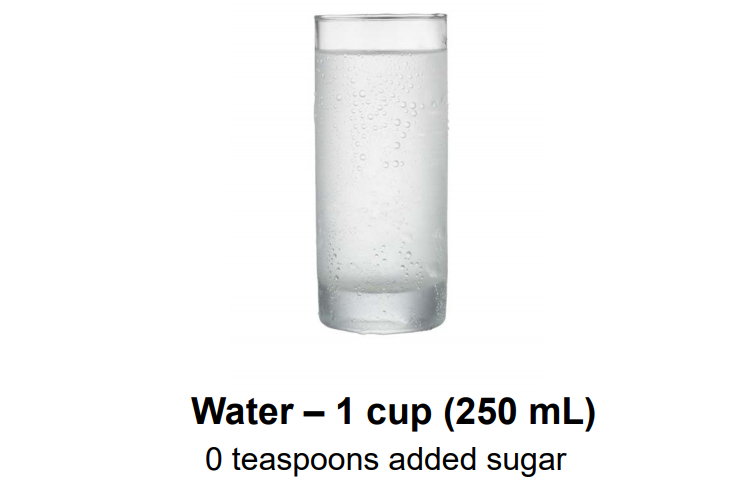 Water – 1 cup (250 mL)
0 teaspoons added sugar